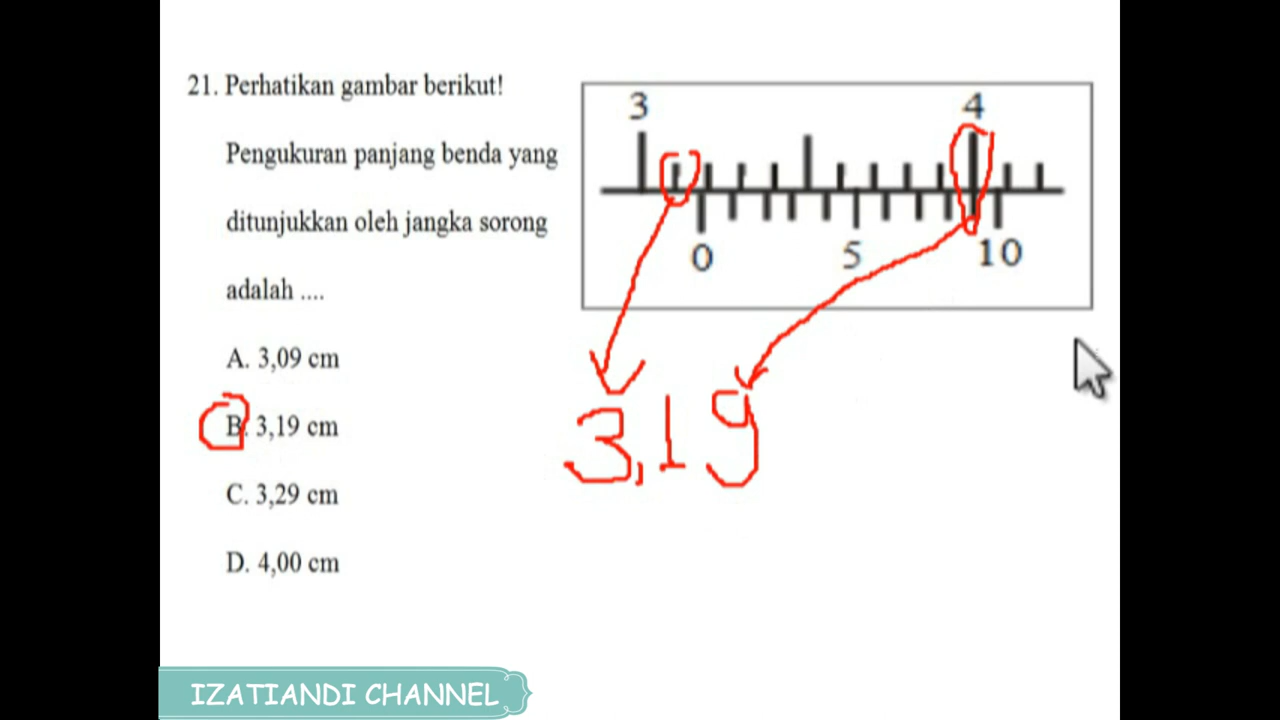 21. Perhatikan gambar berikut!
Pengukuran panjang benda yang
ditunjukkan oleh jangka sorong
adalah ....
A. 3,09 cm
B. 3,19 cm
C. 3,29 cm
D. 4,00 cm
3 4
0 5 10
3,19
IZATIANDI CHANNEL